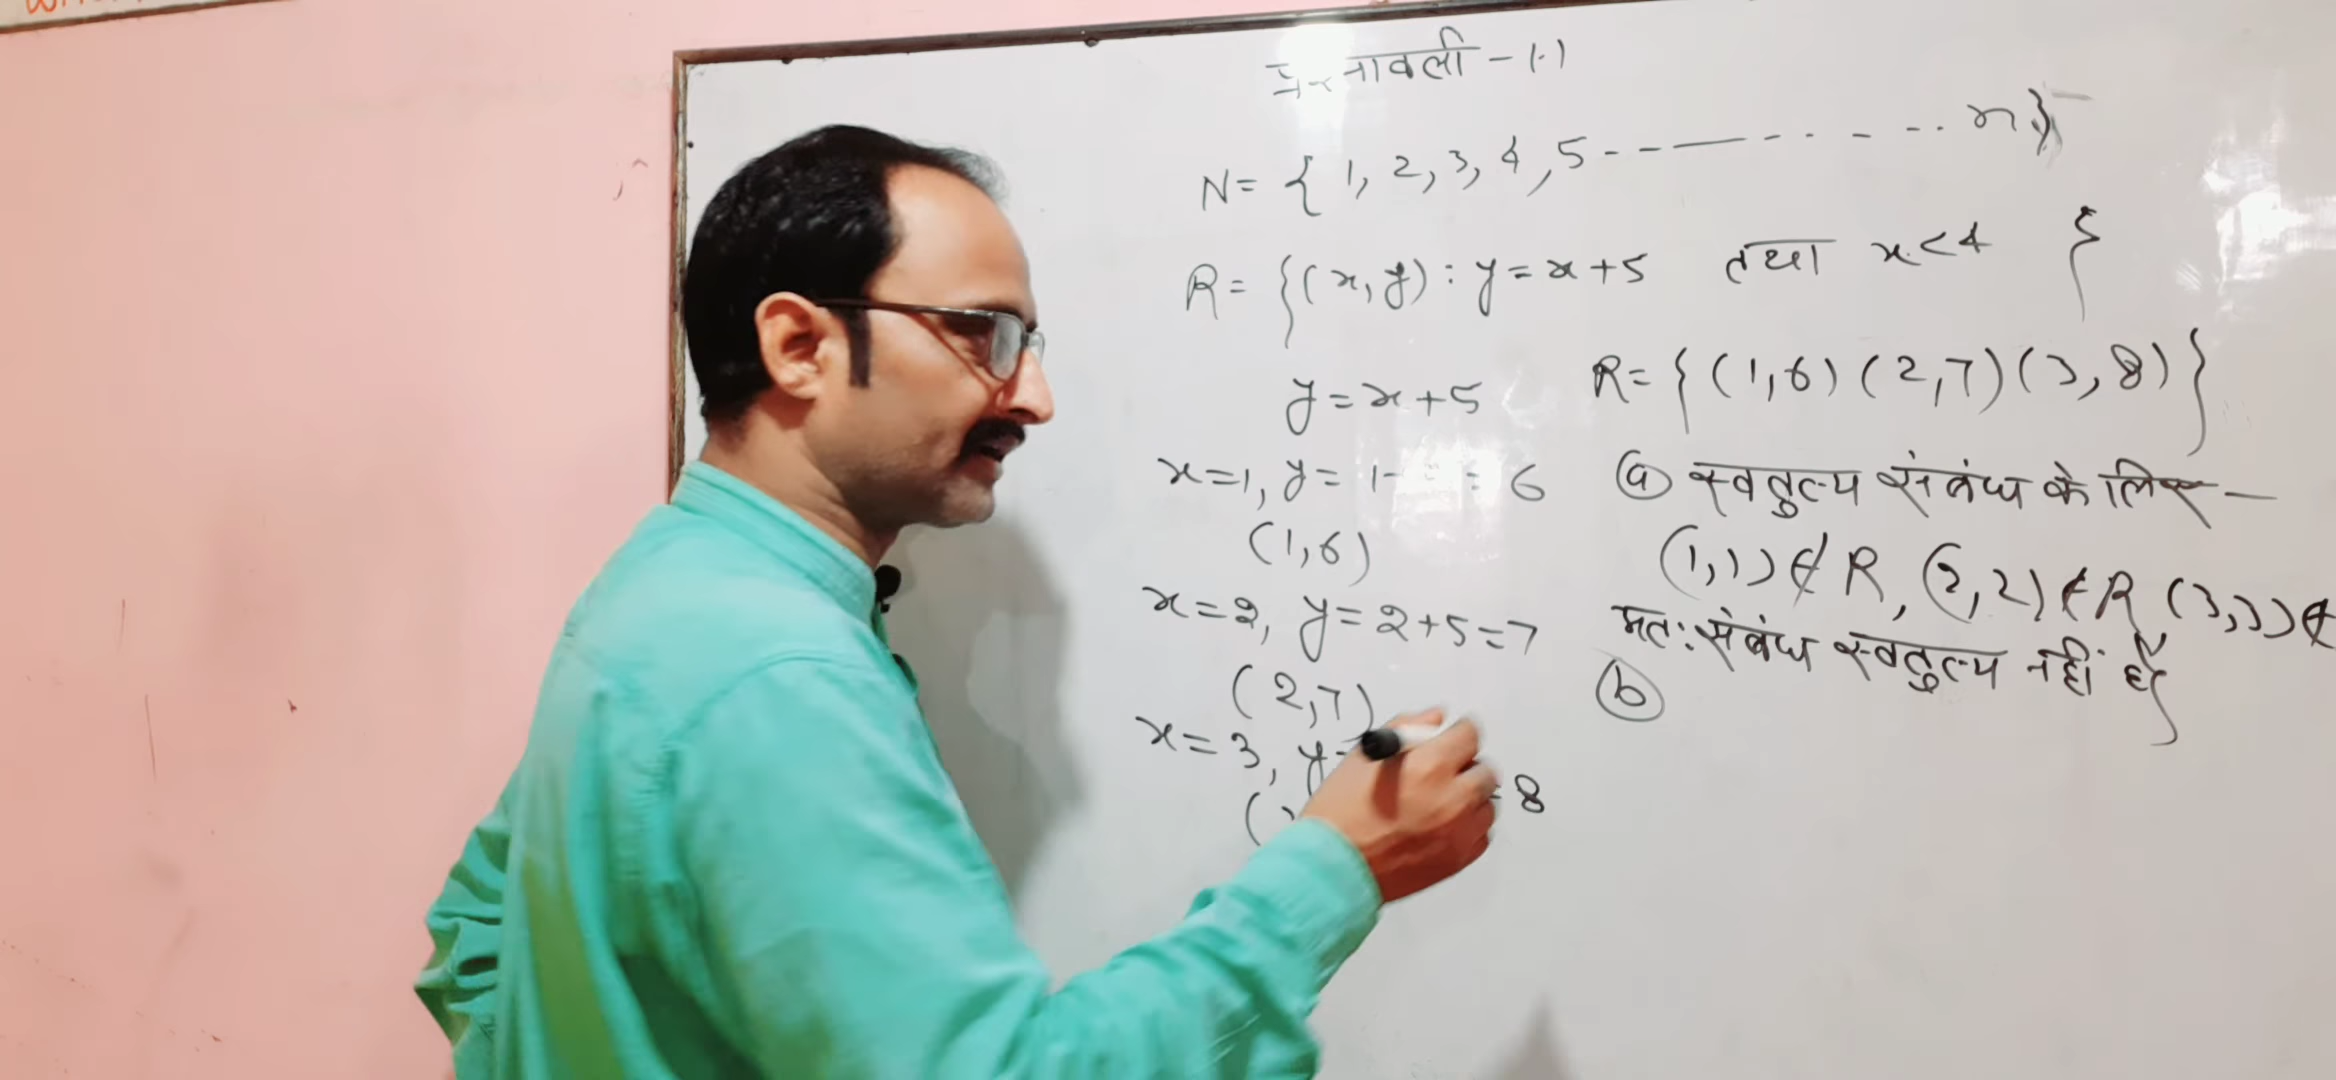 प्रश्नावली - 1.1
N = { 1, 2, 3, 4, 5 - - — - - - - - .. n }
R = { (x, y) : y = x + 5 तथा x < 4 }
y = x + 5
x = 1, y = 1 = 6
(1, 6)
x = 2, y = 2 + 5 = 7
(2, 7)
x = 3, y = 8
R = { (1, 6) (2, 7) (3, 8) }
(a) स्वतुल्य संबंध के लिए —
(1, 1) ∉ R, (2, 2) ∉ R (3, 3) ∉
अतः संबंध स्वतुल्य नहीं है
(b)